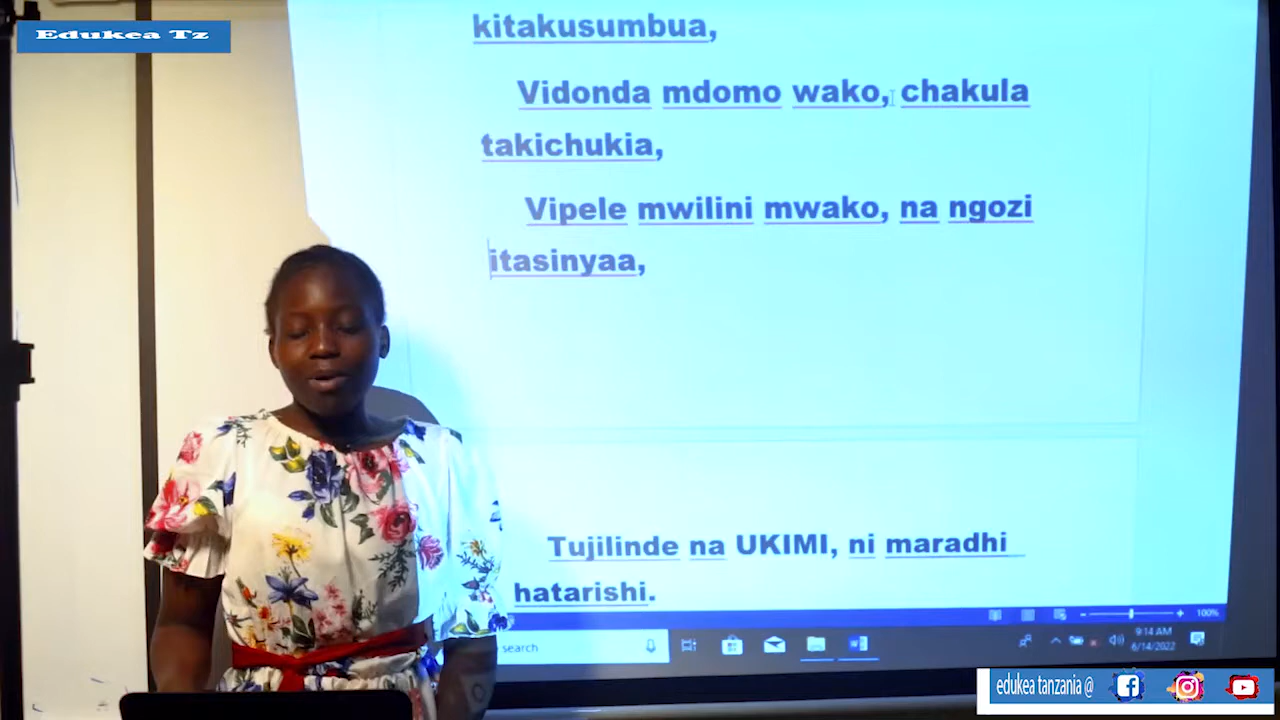 Edukea Tz
kitakusumbua,
Vidonda mdomo wako, chakula
takichukia,
Vipele mwilini mwako, na ngozi
itasinyaa,
Tujilinde na UKIMI, ni maradhi
hatarishi.
100%
search
9:14 AM
6/14/2022
edukea tanzania @